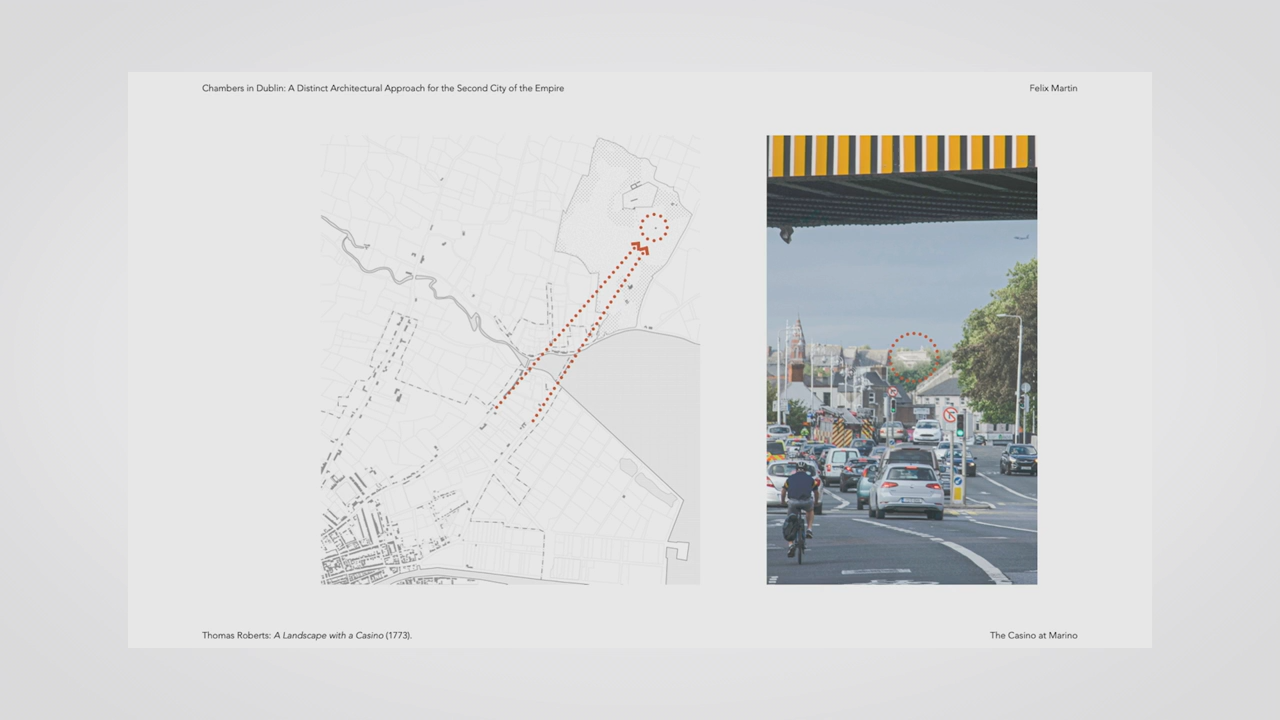 Chambers in Dublin: A Distinct Architectural Approach for the Second City of the Empire
Felix Martin
Thomas Roberts: A Landscape with a Casino (1773).
The Casino at Marino